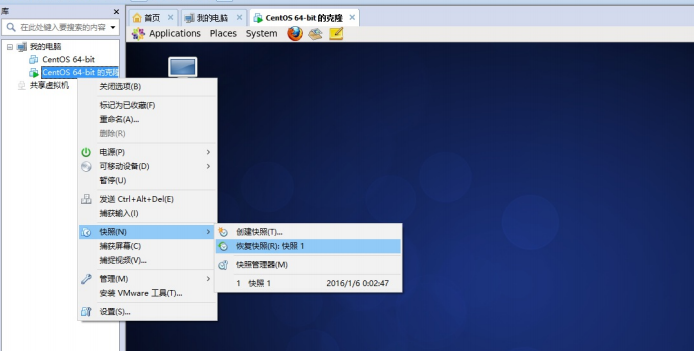 库
在此处键入要搜索的内容
我的电脑
CentOS 64-bit
CentOS 64-bit 的克隆
共享虚拟机
首页
我的电脑
CentOS 64-bit 的克隆
Applications Places System
关闭选项(B)
标记为已收藏(F)
重命名(A)...
删除(R)
电源(P)
可移动设备(D)
暂停(U)
发送 Ctrl+Alt+Del(E)
捕获输入(I)
快照(N)
捕获屏幕(C)
捕捉视频(V)...
管理(M)
安装 VMware 工具(T)...
设置(S)...
创建快照(T)...
恢复快照(R): 快照 1
快照管理器(M)
1 快照 1 2016/1/6 0:02:47